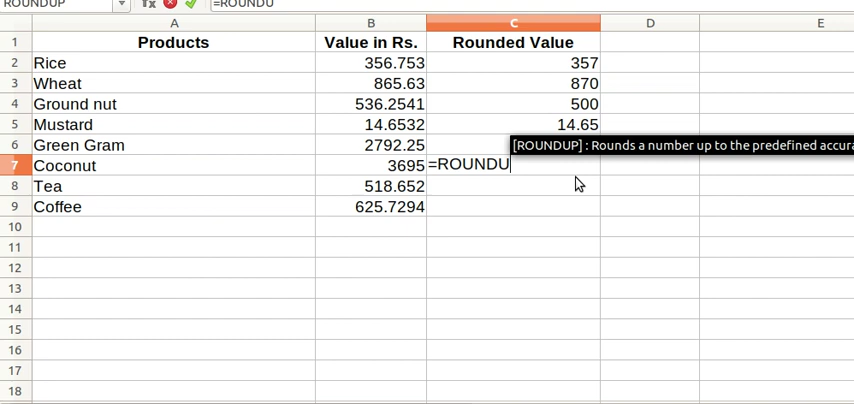 ROUNDUP =ROUNDU
A B C D E
1 Products Value in Rs. Rounded Value
2 Rice 356.753 357
3 Wheat 865.63 870
4 Ground nut 536.2541 500
5 Mustard 14.6532 14.65
6 Green Gram 2792.25 [ROUNDUP] : Rounds a number up to the predefined accura
7 Coconut 3695 =ROUNDU
8 Tea 518.652
9 Coffee 625.7294
10
11
12
13
14
15
16
17
18